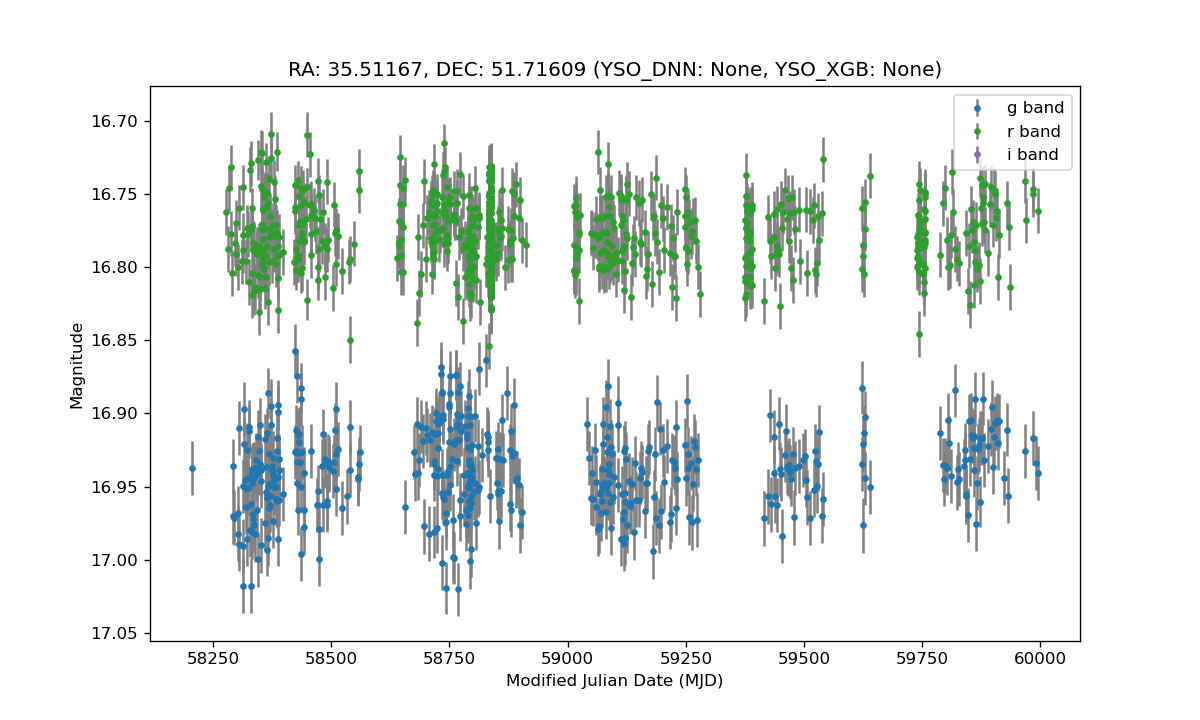 RA: 35.51167, DEC: 51.71609 (YSO_DNN: None, YSO_XGB: None)
g band
r band
i band
16.70
16.75
16.80
16.85
16.90
16.95
17.00
17.05
Magnitude
58250
58500
58750
59000
59250
59500
59750
60000
Modified Julian Date (MJD)